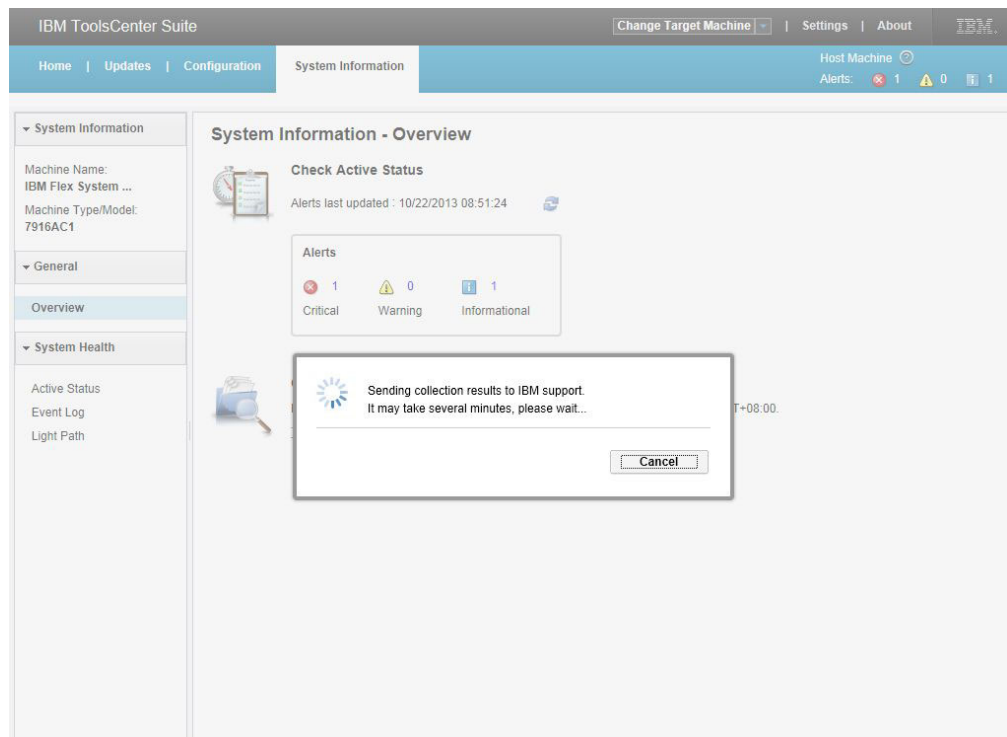 IBM ToolsCenter Suite
Change Target Machine | Settings | About IBM.
Home | Updates | Configuration System Information
Host Machine
Alerts: 1 0 1
System Information
Machine Name:
IBM Flex System ...
Machine Type/Model:
7916AC1
General
Overview
System Health
Active Status
Event Log
Light Path
System Information - Overview
Check Active Status
Alerts last updated : 10/22/2013 08:51:24
Alerts
1 0 1
Critical Warning Informational
Sending collection results to IBM support.
It may take several minutes, please wait...
T+08:00.
Cancel